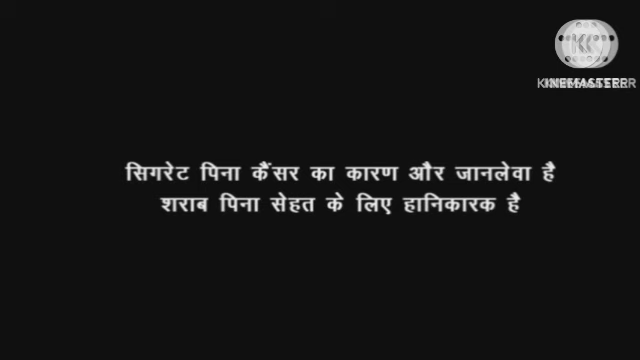 सिगरेट पिना कैंसर का कारण और जानलेवा है
शराब पिना सेहत के लिए हानिकारक है